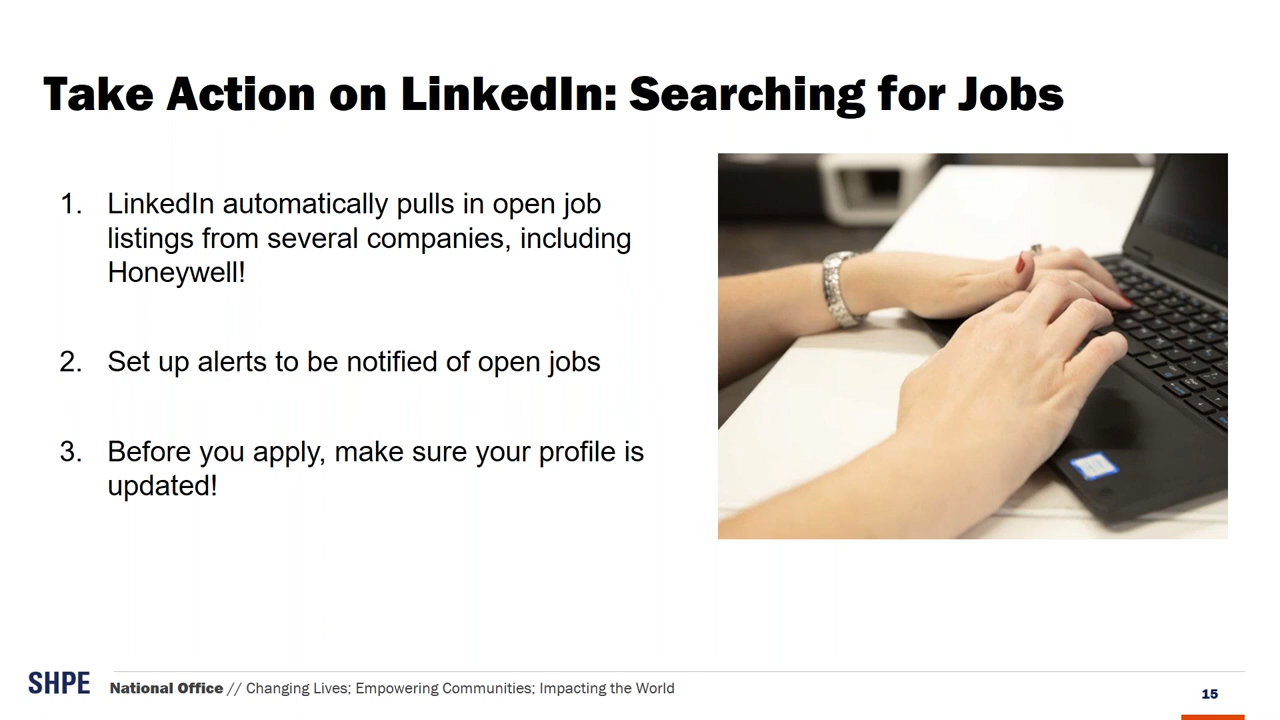 Take Action on LinkedIn: Searching for Jobs
1. LinkedIn automatically pulls in open job
listings from several companies, including
Honeywell!
2. Set up alerts to be notified of open jobs
3. Before you apply, make sure your profile is
updated!
SHPE National Office // Changing Lives; Empowering Communities; Impacting the World
15